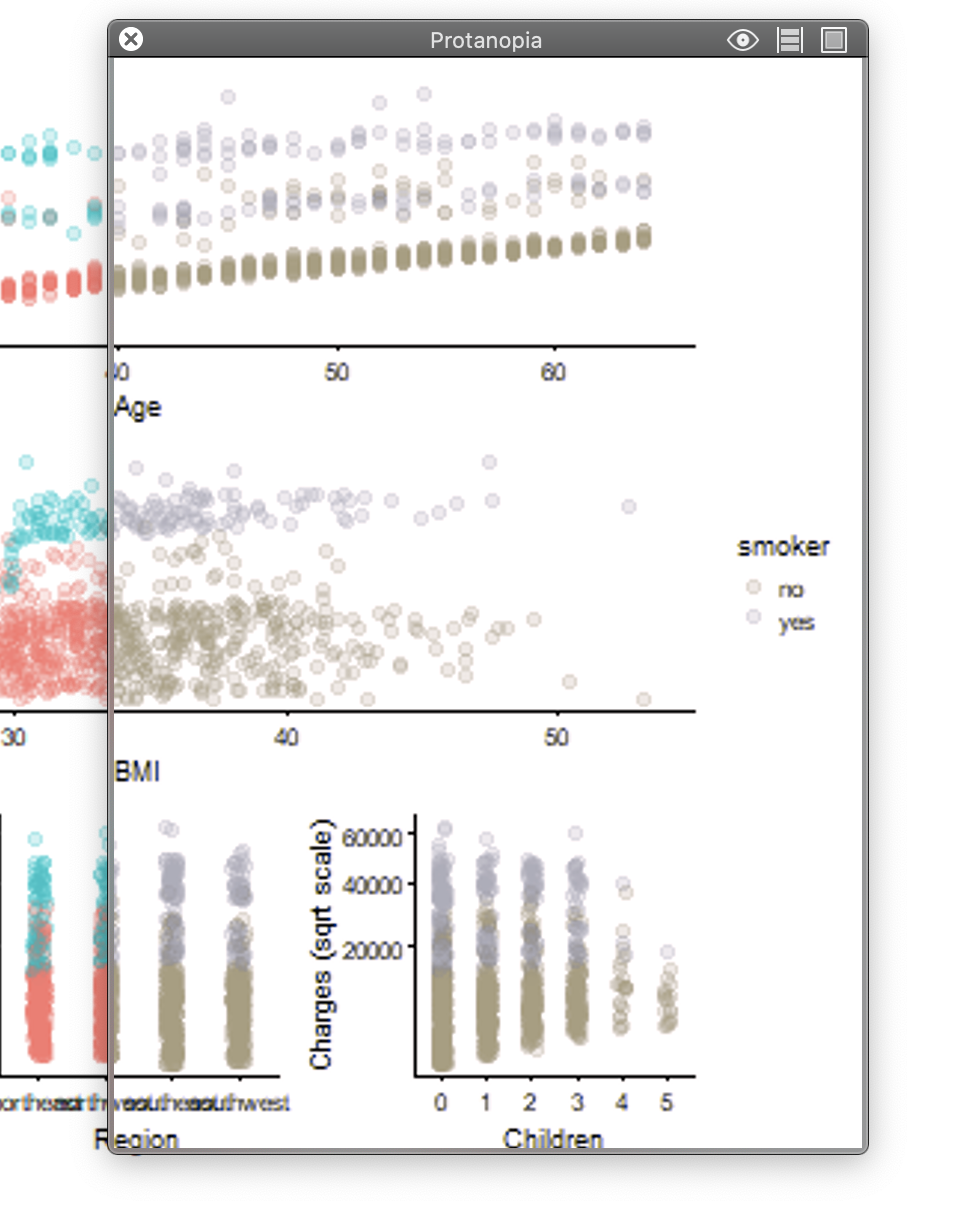 Protanopia
40 50 60
Age
smoker
no
yes
30 40 50
BMI
Charges (sqrt scale)
60000
40000
20000
0 1 2 3 4 5
Region Children